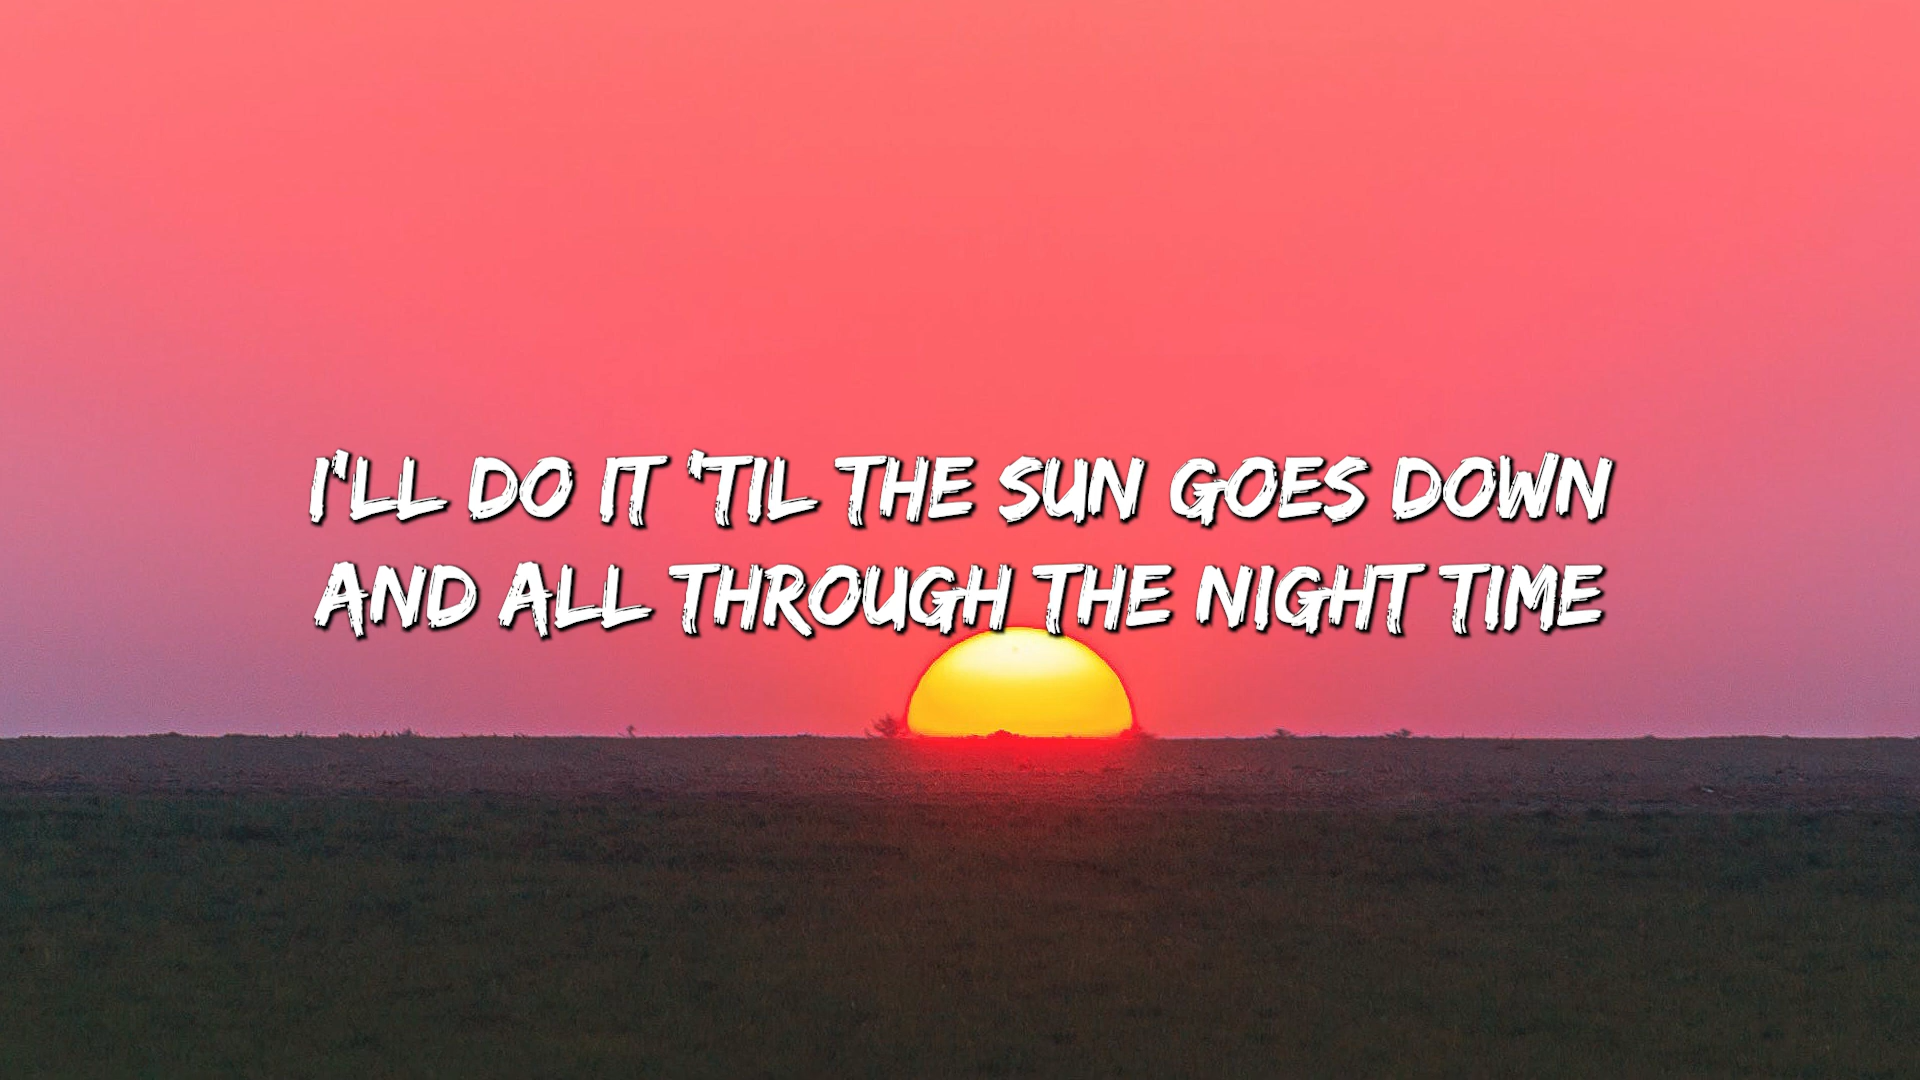 I'LL DO IT 'TIL THE SUN GOES DOWN
AND ALL THROUGH THE NIGHT TIME